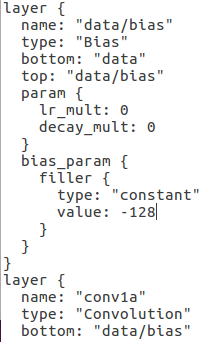 layer {
  name: "data/bias"
  type: "Bias"
  bottom: "data"
  top: "data/bias"
  param {
    lr_mult: 0
    decay_mult: 0
  }
  bias_param {
    filler {
      type: "constant"
      value: -128
    }
  }
}
layer {
  name: "conv1a"
  type: "Convolution"
  bottom: "data/bias"